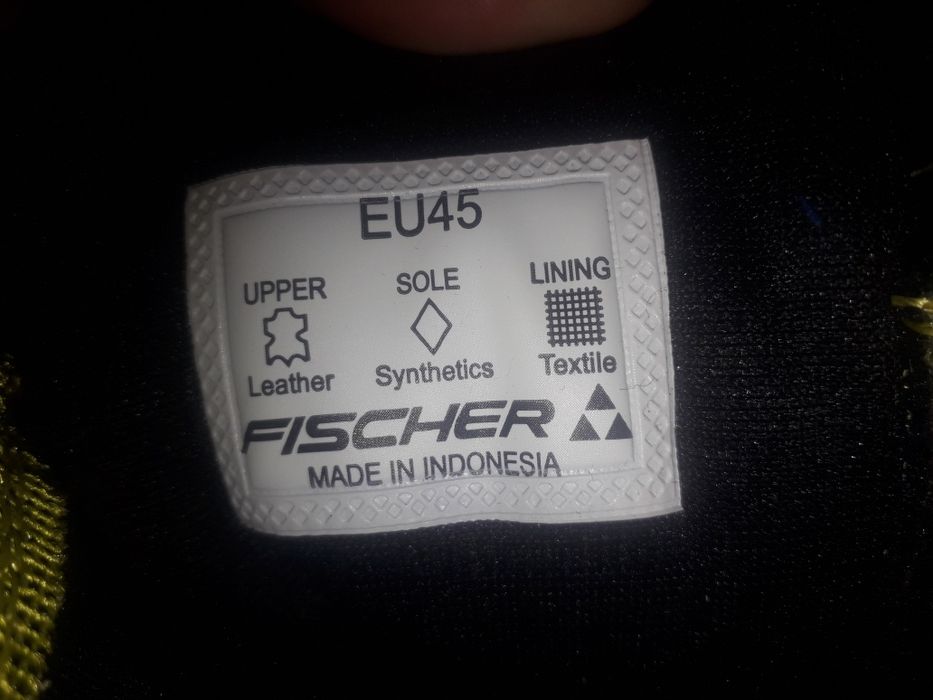 EU45
UPPER SOLE LINING
Leather Synthetics Textile
FISCHER
MADE IN INDONESIA